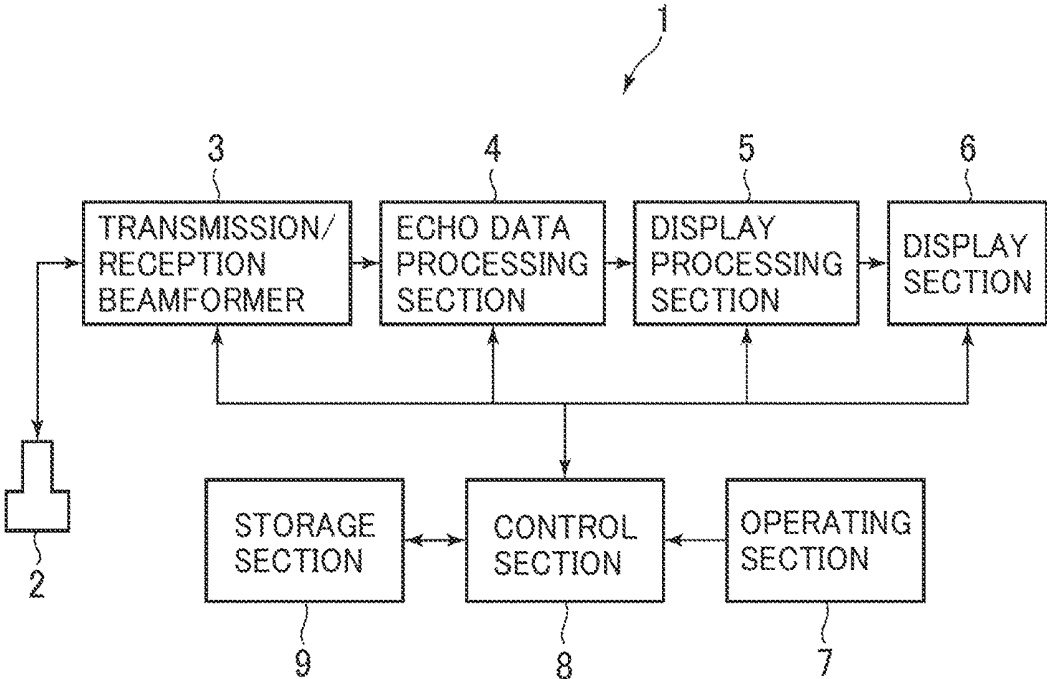 1
3
4
5
6
TRANSMISSION/
RECEPTION
BEAMFORMER
ECHO DATA
PROCESSING
SECTION
DISPLAY
PROCESSING
SECTION
DISPLAY
SECTION
2
STORAGE
SECTION
CONTROL
SECTION
OPERATING
SECTION
9
8
7